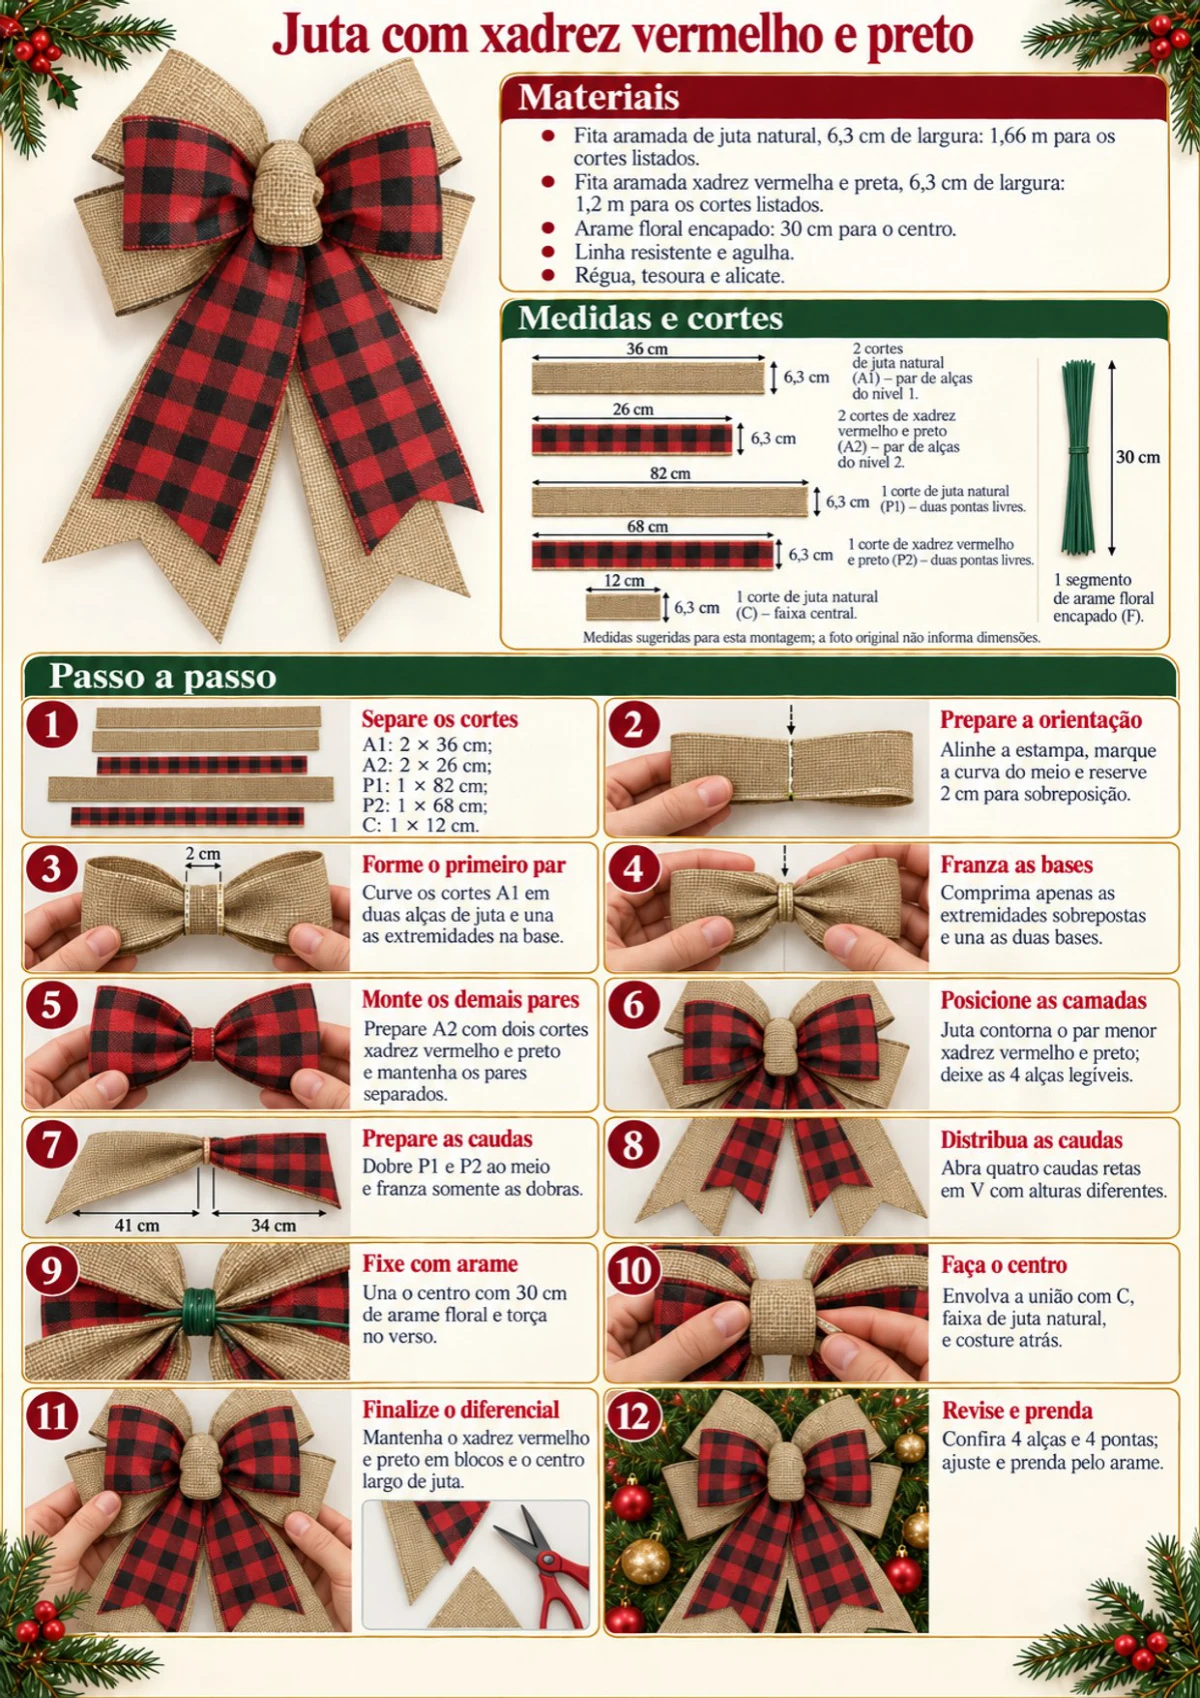 Juta com xadrez vermelho e preto
Materiais
Fita aramada de juta natural, 6,3 cm de largura: 1,66 m para os
cortes listados.
Fita aramada xadrez vermelha e preta, 6,3 cm de largura:
1,2 m para os cortes listados.
Arame floral encapado: 30 cm para o centro.
Linha resistente e agulha.
Régua, tesoura e alicate.
Medidas e cortes
36 cm
6,3 cm
2 cortes
de juta natural
(A1) – par de alças
do nivel 1.
26 cm
6,3 cm
2 cortes de xadrez
vermelho e preto
(A2) – par de alças
do nivel 2.
82 cm
6,3 cm
1 corte de juta natural
(P1) – duas pontas livres.
68 cm
6,3 cm
1 corte de xadrez vermelho
e preto (P2) – duas pontas livres.
12 cm
6,3 cm
1 corte de juta natural
(C) – faixa central.
30 cm
1 segmento
de arame floral
encapado (F).
Medidas sugeridas para esta montagem; a foto original não informa dimensões.
Passo a passo
1
Separe os cortes
A1: 2 × 36 cm;
A2: 2 × 26 cm;
P1: 1 × 82 cm;
P2: 1 × 68 cm;
C: 1 × 12 cm.
2
Prepare a orientação
Alinhe a estampa, marque
a curva do meio e reserve
2 cm para sobreposição.
3
2 cm
Forme o primeiro par
Curve os cortes A1 em
duas alças de juta e una
as extremidades na base.
4
Franza as bases
Comprima apenas as
extremidades sobrepostas
e una as duas bases.
5
Monte os demais pares
Prepare A2 com dois cortes
xadrez vermelho e preto
e mantenha os pares
separados.
6
Posicione as camadas
Juta contorna o par menor
xadrez vermelho e preto;
deixe as 4 alças legíveis.
7
41 cm
34 cm
Prepare as caudas
Dobre P1 e P2 ao meio
e franza somente as dobras.
8
Distribua as caudas
Abra quatro caudas retas
em V com alturas diferentes.
9
Fixe com arame
Una o centro com 30 cm
de arame floral e torça
no verso.
10
Faça o centro
Envolva a união com C,
faixa de juta natural,
e costure atrás.
11
Finalize o diferencial
Mantenha o xadrez vermelho
e preto em blocos e o centro
largo de juta.
12
Revise e prenda
Confira 4 alças e 4 pontas;
ajuste e prenda pelo arame.